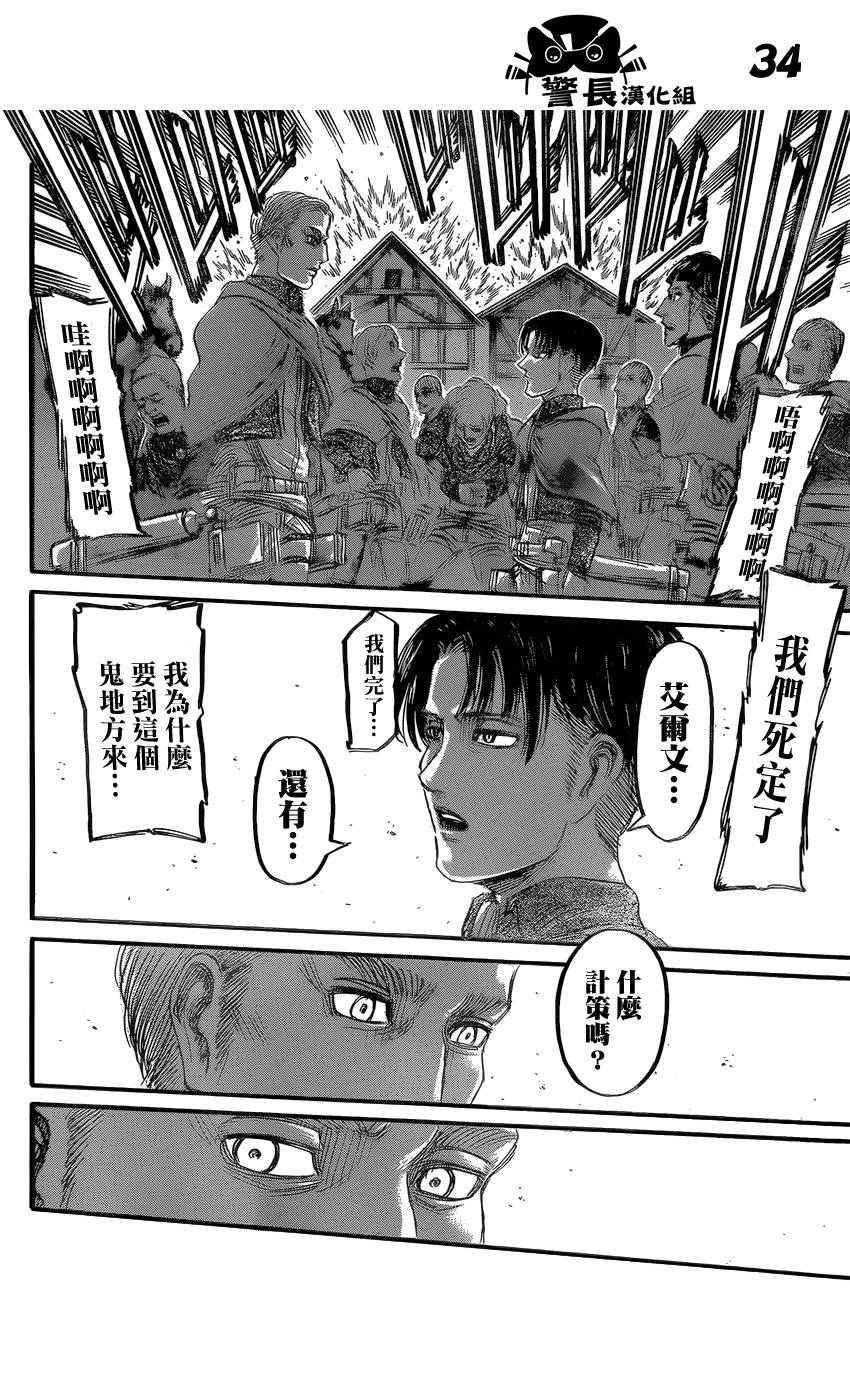 34
警長漢化組
唔啊啊啊啊啊啊
哇啊啊啊啊啊啊
我們死定了
艾爾文…
我們完了…
還有…
我為什麼
要到這個
鬼地方來…
什麼
計策嗎？